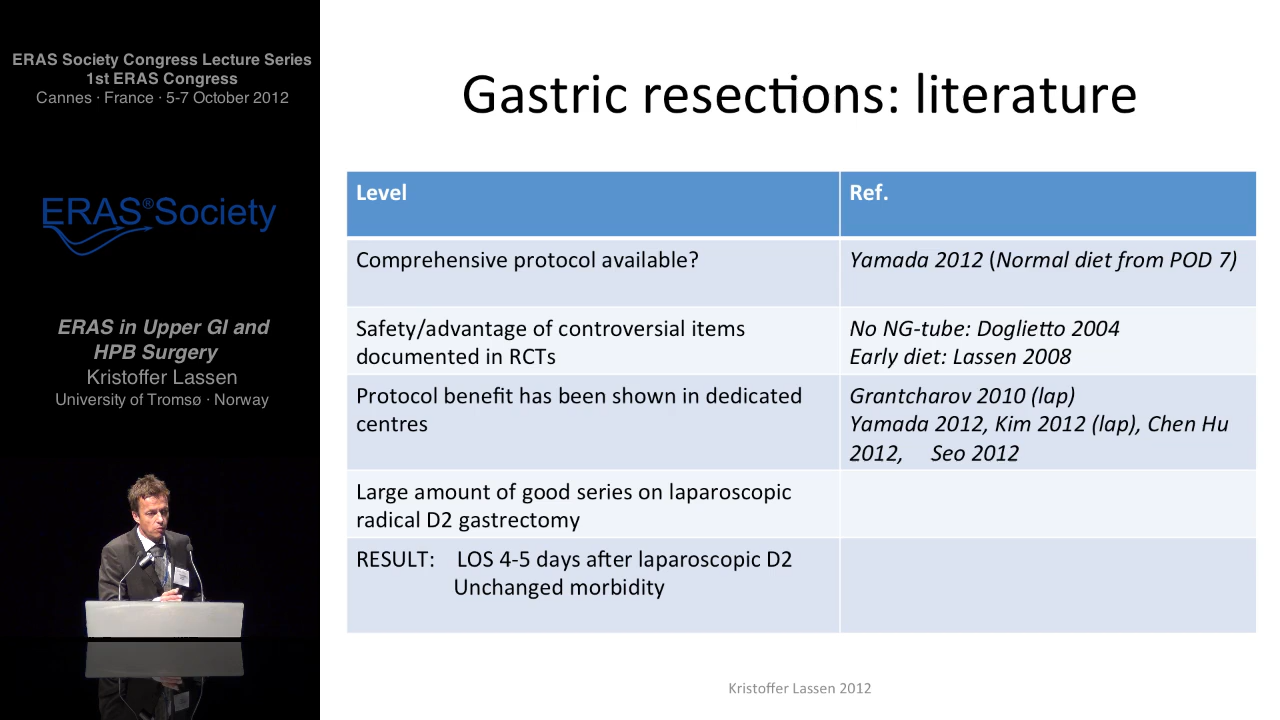 ERAS Society Congress Lecture Series
1st ERAS Congress
Cannes · France · 5-7 October 2012
ERAS®Society
ERAS in Upper GI and
HPB Surgery
Kristoffer Lassen
University of Tromsø · Norway
Gastric resections: literature
Level
Ref.
Comprehensive protocol available?
Yamada 2012 (Normal diet from POD 7)
Safety/advantage of controversial items
documented in RCTs
No NG-tube: Doglietto 2004
Early diet: Lassen 2008
Protocol benefit has been shown in dedicated
centres
Grantcharov 2010 (lap)
Yamada 2012, Kim 2012 (lap), Chen Hu
2012, Seo 2012
Large amount of good series on laparoscopic
radical D2 gastrectomy
RESULT: LOS 4-5 days after laparoscopic D2
Unchanged morbidity
Kristoffer Lassen 2012